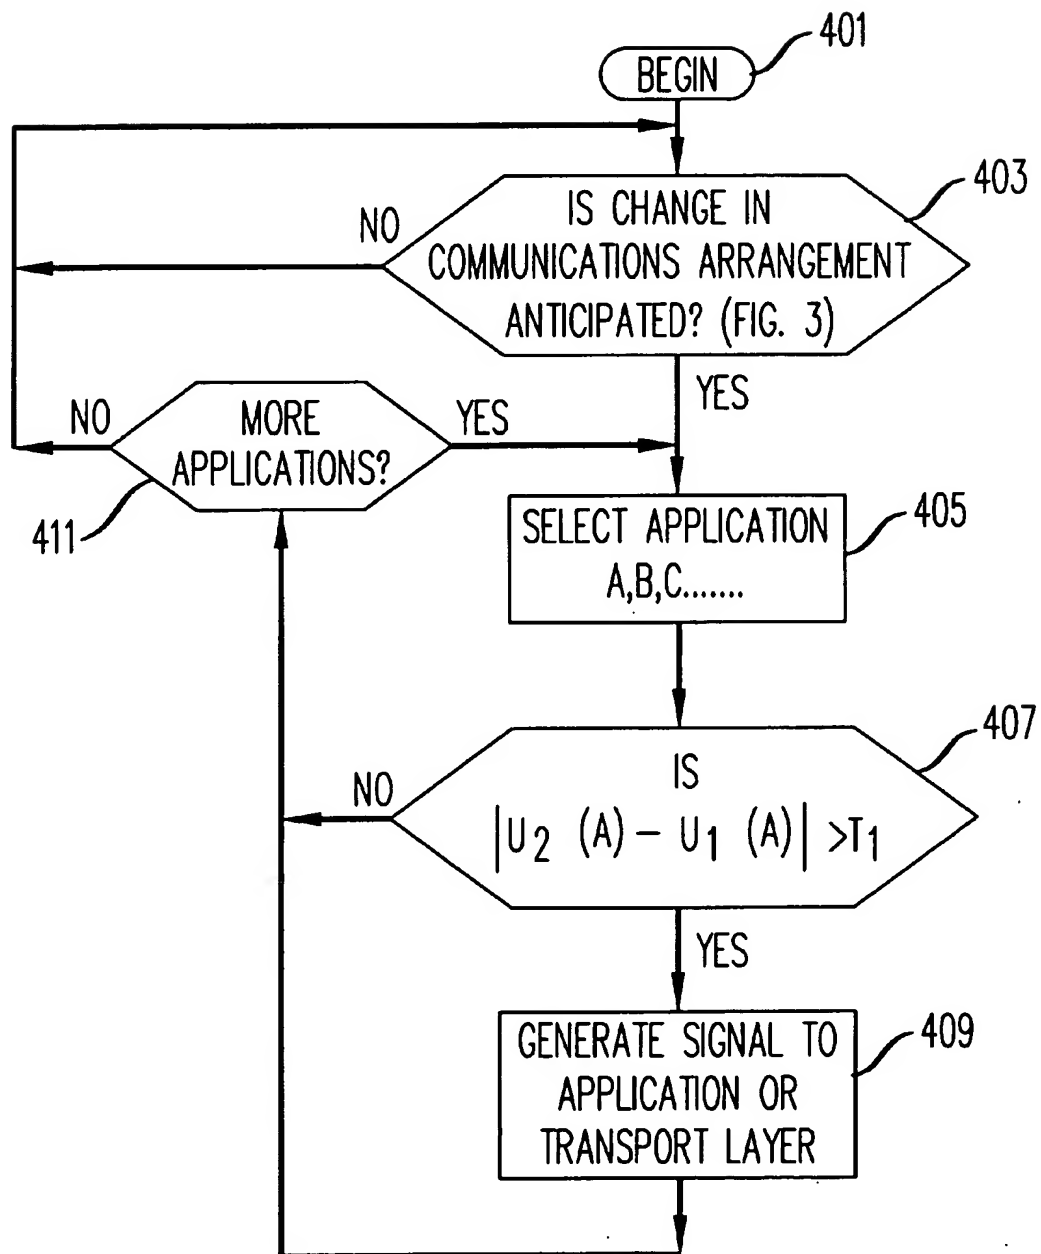 401
BEGIN
403
NO
IS CHANGE IN
COMMUNICATIONS ARRANGEMENT
ANTICIPATED? (FIG. 3)
YES
NO
MORE
APPLICATIONS?
YES
411
SELECT APPLICATION
A,B,C.......
405
407
NO
IS
|U2 (A) – U1 (A)| >T1
YES
GENERATE SIGNAL TO
APPLICATION OR
TRANSPORT LAYER
409